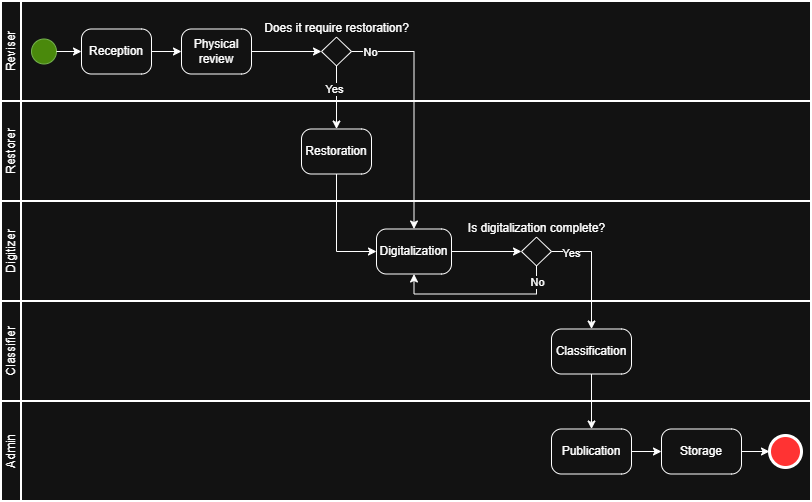 Reviser
Does it require restoration?
Reception
Physical
review
No
Yes
Restorer
Restoration
Digitizer
Is digitalization complete?
Digitalization
Yes
No
Classifier
Classification
Admin
Publication
Storage